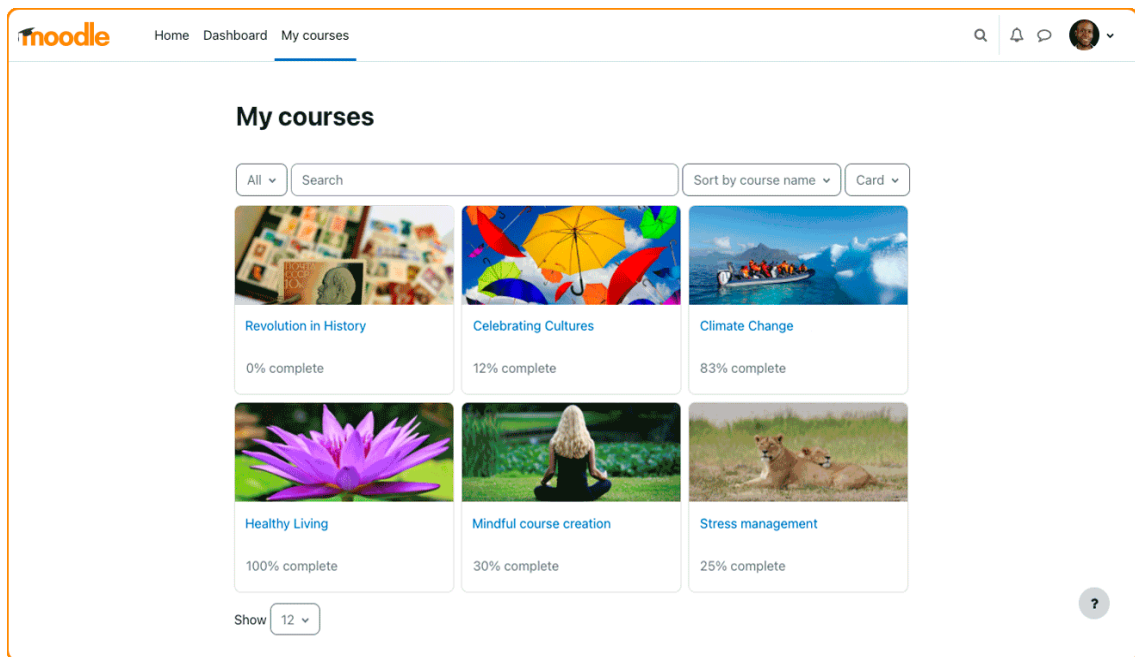 moodle Home Dashboard My courses
My courses
All Search Sort by course name Card
Revolution in History Celebrating Cultures Climate Change
0% complete 12% complete 83% complete
Healthy Living Mindful course creation Stress management
100% complete 30% complete 25% complete
?
Show 12